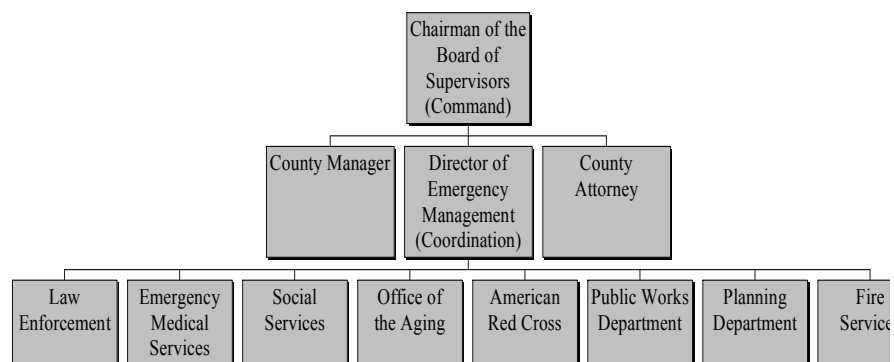 Chairman of the
Board of
Supervisors
(Command)
County Manager
Director of
Emergency
Management
(Coordination)
County
Attorney
Law
Enforcement
Emergency
Medical
Services
Social
Services
Office of
the Aging
American
Red Cross
Public Works
Department
Planning
Department
Fire
Service